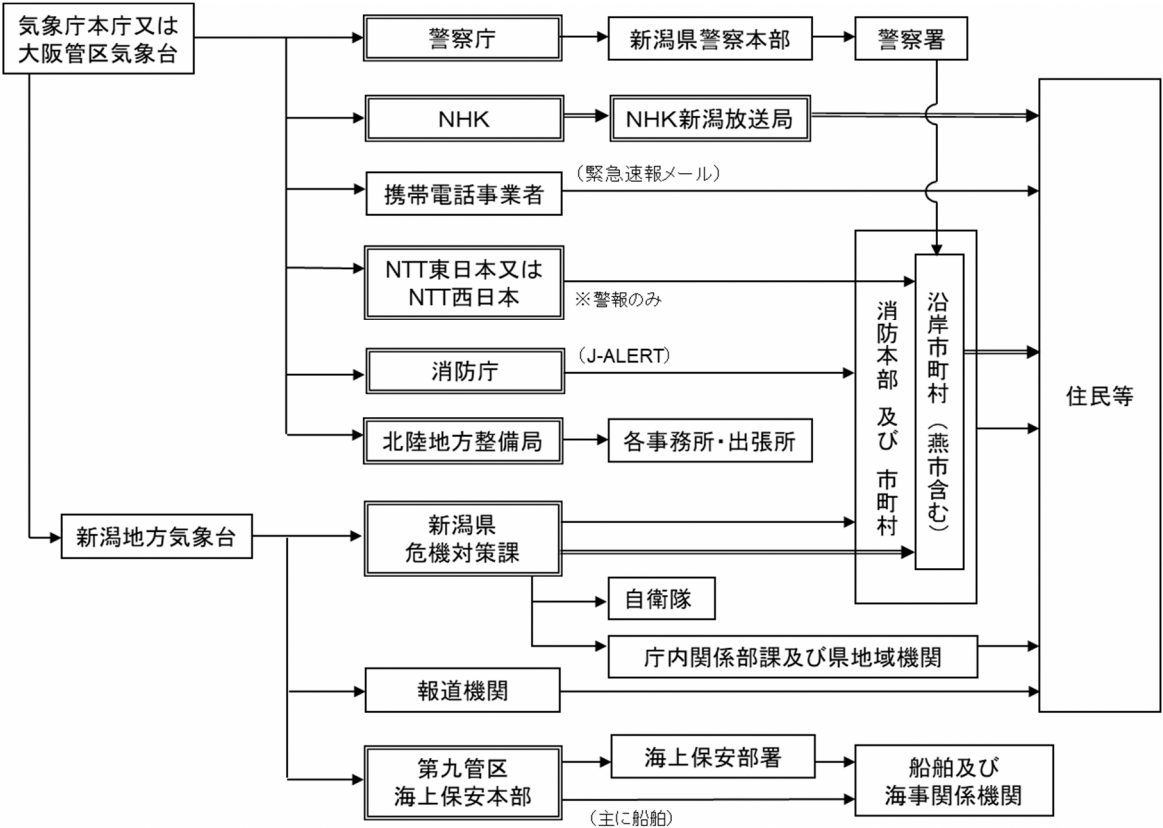 気象庁本庁又は
大阪管区気象台
警察庁
新潟県警察本部
警察署
NHK
NHK新潟放送局
携帯電話事業者
（緊急速報メール）
NTT東日本又は
NTT西日本
※警報のみ
消防庁
（J-ALERT）
北陸地方整備局
各事務所・出張所
消防本部 及び 市町村
沿岸市町村（燕市含む）
住民等
新潟地方気象台
新潟県
危機対策課
自衛隊
庁内関係部課及び県地域機関
報道機関
第九管区
海上保安本部
海上保安部署
（主に船舶）
船舶及び
海事関係機関